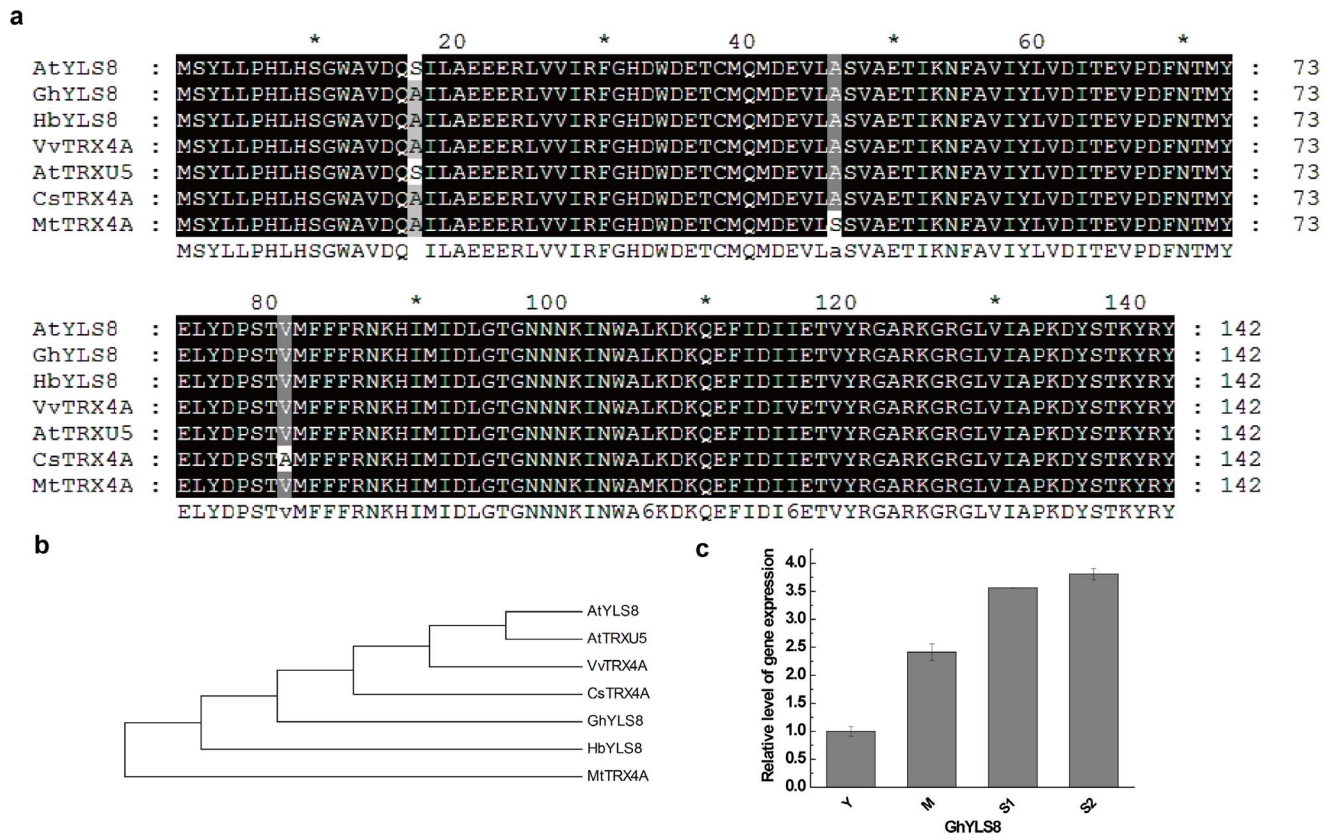 a
* 20 * 40 * 60 *
AtYLS8 : MSYLLPHLHSGWAVDQSILAEEERLVVIRFGHDWDETCMQMDEVLASVAETIKNFAVIYLVDITEVPDFNTMY : 73
GhYLS8 : MSYLLPHLHSGWAVDQAILAEEERLVVIRFGHDWDETCMQMDEVLASVAETIKNFAVIYLVDITEVPDFNTMY : 73
HbYLS8 : MSYLLPHLHSGWAVDQAILAEEERLVVIRFGHDWDETCMQMDEVLASVAETIKNFAVIYLVDITEVPDFNTMY : 73
VvTRX4A : MSYLLPHLHSGWAVDQAILAEEERLVVIRFGHDWDETCMQMDEVLASVAETIKNFAVIYLVDITEVPDFNTMY : 73
AtTRXU5 : MSYLLPHLHSGWAVDQSILAEEERLVVIRFGHDWDETCMQMDEVLASVAETIKNFAVIYLVDITEVPDFNTMY : 73
CsTRX4A : MSYLLPHLHSGWAVDQAILAEEERLVVIRFGHDWDETCMQMDEVLASVAETIKNFAVIYLVDITEVPDFNTMY : 73
MtTRX4A : MSYLLPHLHSGWAVDQAILAEEERLVVIRFGHDWDETCMQMDEVLSSVAETIKNFAVIYLVDITEVPDFNTMY : 73
MSYLLPHLHSGWAVDQ ILAEEERLVVIRFGHDWDETCMQMDEVLaSVAETIKNFAVIYLVDITEVPDFNTMY
80 * 100 * 120 * 140
AtYLS8 : ELYDPSTVMFFFRNKHIMIDLGTGNNNKINWALKDKQEFIDIIETVYRGARKGRGLVIAPKDYSTKYRY : 142
GhYLS8 : ELYDPSTVMFFFRNKHIMIDLGTGNNNKINWALKDKQEFIDIIETVYRGARKGRGLVIAPKDYSTKYRY : 142
HbYLS8 : ELYDPSTVMFFFRNKHIMIDLGTGNNNKINWALKDKQEFIDIIETVYRGARKGRGLVIAPKDYSTKYRY : 142
VvTRX4A : ELYDPSTVMFFFRNKHIMIDLGTGNNNKINWALKDKQEFIDIVETVYRGARKGRGLVIAPKDYSTKYRY : 142
AtTRXU5 : ELYDPSTVMFFFRNKHIMIDLGTGNNNKINWALKDKQEFIDIIETVYRGARKGRGLVIAPKDYSTKYRY : 142
CsTRX4A : ELYDPSTAMFFFRNKHIMIDLGTGNNNKINWALKDKQEFIDIIETVYRGARKGRGLVIAPKDYSTKYRY : 142
MtTRX4A : ELYDPSTVMFFFRNKHIMIDLGTGNNNKINWAMKDKQEFIDIIETVYRGARKGRGLVIAPKDYSTKYRY : 142
ELYDPSTvMFFFRNKHIMIDLGTGNNNKINWA6KDKQEFIDI6ETVYRGARKGRGLVIAPKDYSTKYRY
b
AtYLS8
AtTRXU5
VvTRX4A
CsTRX4A
GhYLS8
HbYLS8
MtTRX4A
c
Relative level of gene expression
4.0
3.5
3.0
2.5
2.0
1.5
1.0
0.5
0.0
Y M S1 S2
GhYLS8